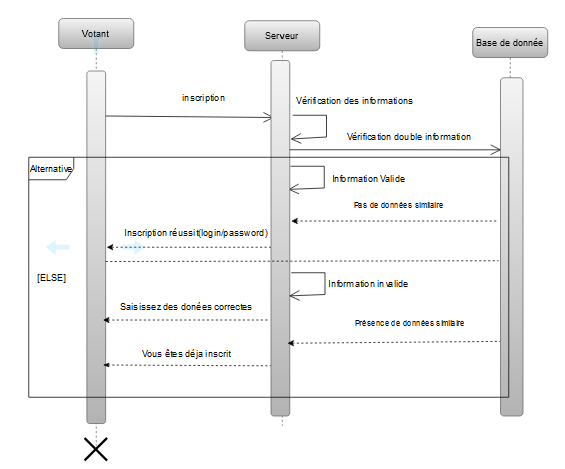 Votant
Serveur
Base de donnée
inscription
Vérification des informations
Vérification double information
Alternative
Information Valide
Pas de données similaire
Inscription réussit(login/password)
[ELSE]
Information invalide
Saisissez des donées correctes
Présence de données similaire
Vous êtes déja inscrit